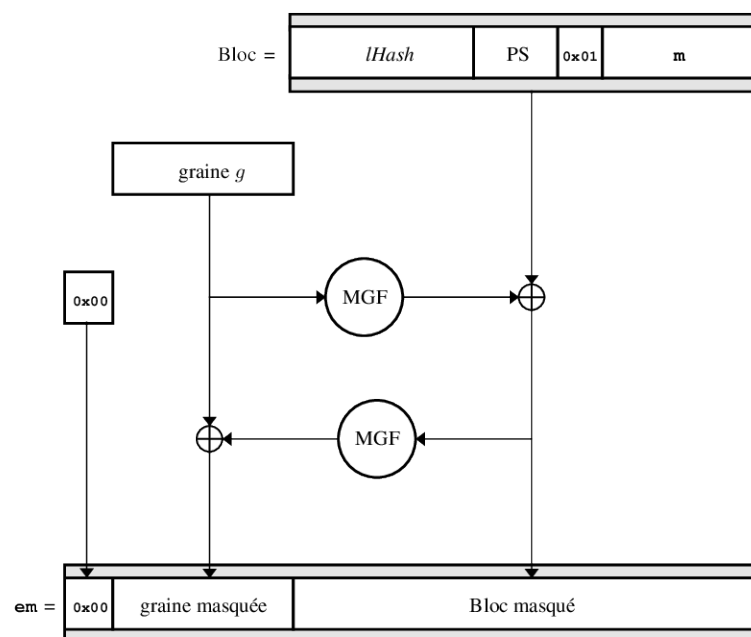 Bloc = lHash PS 0x01 m
graine g
0x00 MGF
MGF
em = 0x00 graine masquée Bloc masqué